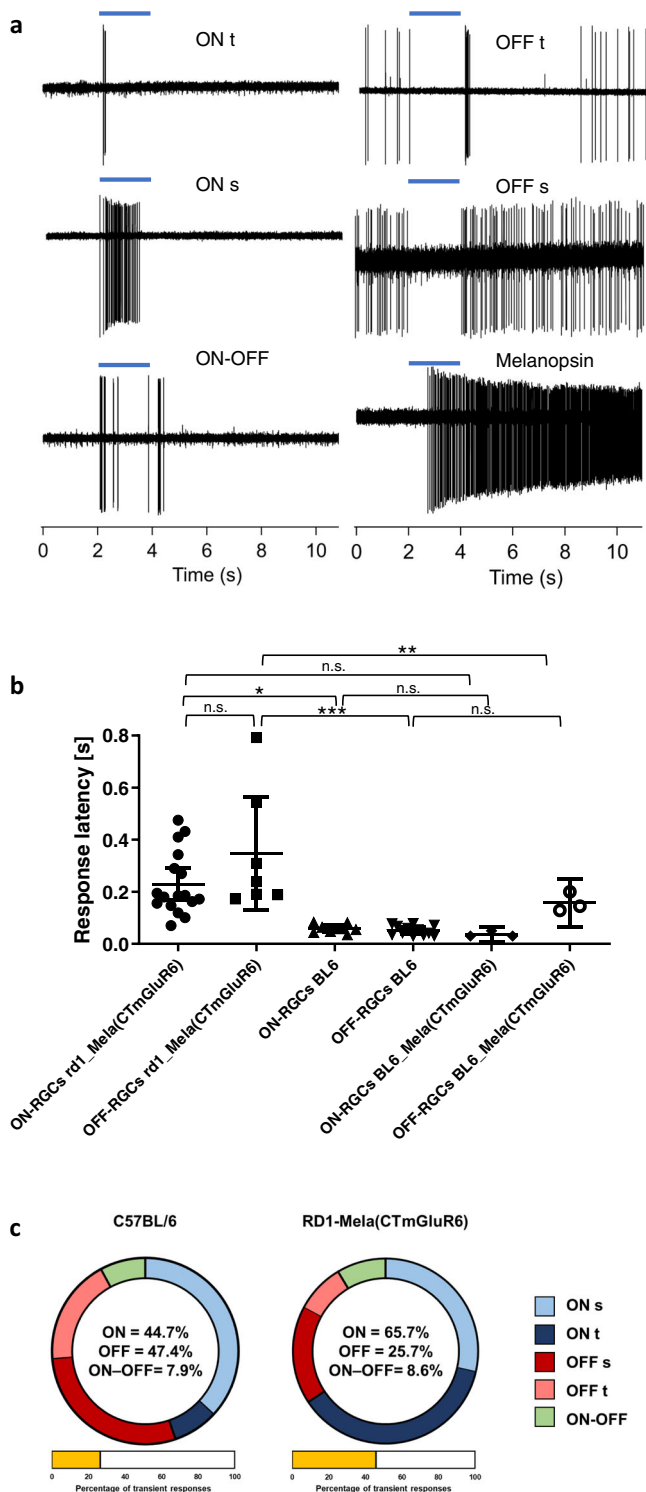 a
ON t
OFF t
ON s
OFF s
ON-OFF
Melanopsin
0 2 4 6 8 10
0 2 4 6 8 10
Time (s)
Time (s)
b
**
n.s.
* n.s.
n.s. *** n.s.
Response latency [s]
0.8
0.6
0.4
0.2
0.0
ON-RGCs rd1_Mela(CTmGluR6)
OFF-RGCs rd1_Mela(CTmGluR6)
ON-RGCs BL6
OFF-RGCs BL6
ON-RGCs BL6_Mela(CTmGluR6)
OFF-RGCs BL6_Mela(CTmGluR6)
c
C57BL/6
ON = 44.7%
OFF = 47.4%
ON–OFF= 7.9%
0 20 40 60 80 100
Percentage of transient responses
RD1-Mela(CTmGluR6)
ON = 65.7%
OFF = 25.7%
ON–OFF= 8.6%
0 20 40 60 80 100
Percentage of transient responses
ON s
ON t
OFF s
OFF t
ON-OFF